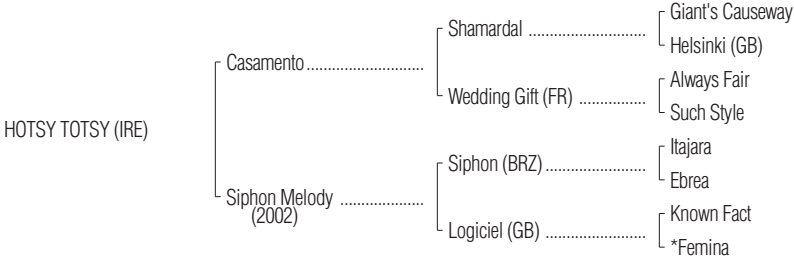 Giant's Causeway
Shamardal ............................
Helsinki (GB)
Casamento............................
Always Fair
Wedding Gift (FR) ................
Such Style
HOTSY TOTSY (IRE)
Itajara
Siphon (BRZ)........................
Ebrea
Siphon Melody ....................
(2002)
Known Fact
Logiciel (GB) ........................
*Femina